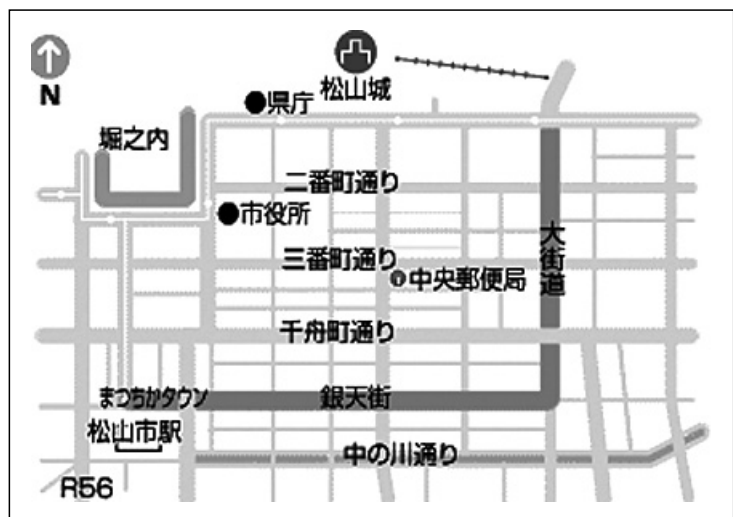 松山城
N
県庁
堀之内
二番町通り
市役所
大街道
三番町通り
中央郵便局
千舟町通り
まつちかタウン
銀天街
松山市駅
中の川通り
R56